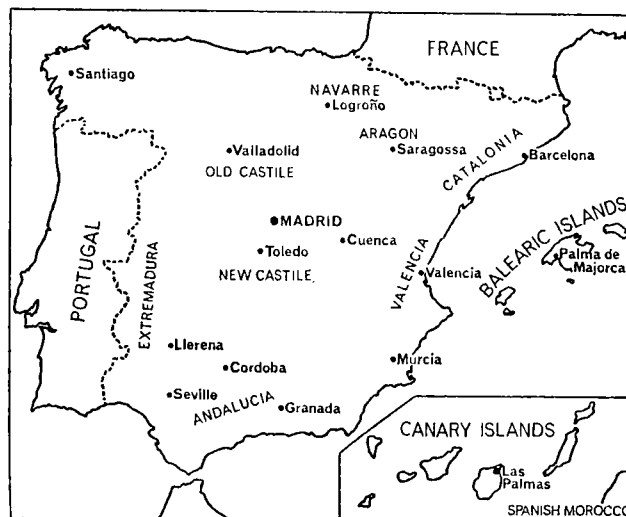 FRANCE
Santiago
NAVARRE
Logroño
ARAGON
Saragossa
CATALONIA
Barcelona
Valladolid
OLD CASTILE
MADRID
Cuenca
Toledo
NEW CASTILE
PORTUGAL
EXTREMADURA
VALENCIA
Valencia
BALEARIC ISLANDS
Palma de
Majorca
Llerena
Cordoba
Murcia
Seville
ANDALUCIA
Granada
CANARY ISLANDS
Las
Palmas
SPANISH MOROCCO